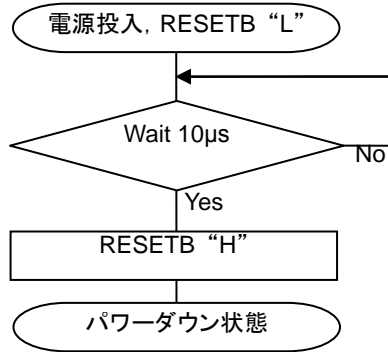 電源投入, RESETB “L”
Wait 10μs
No
Yes
RESETB “H”
パワーダウン状態